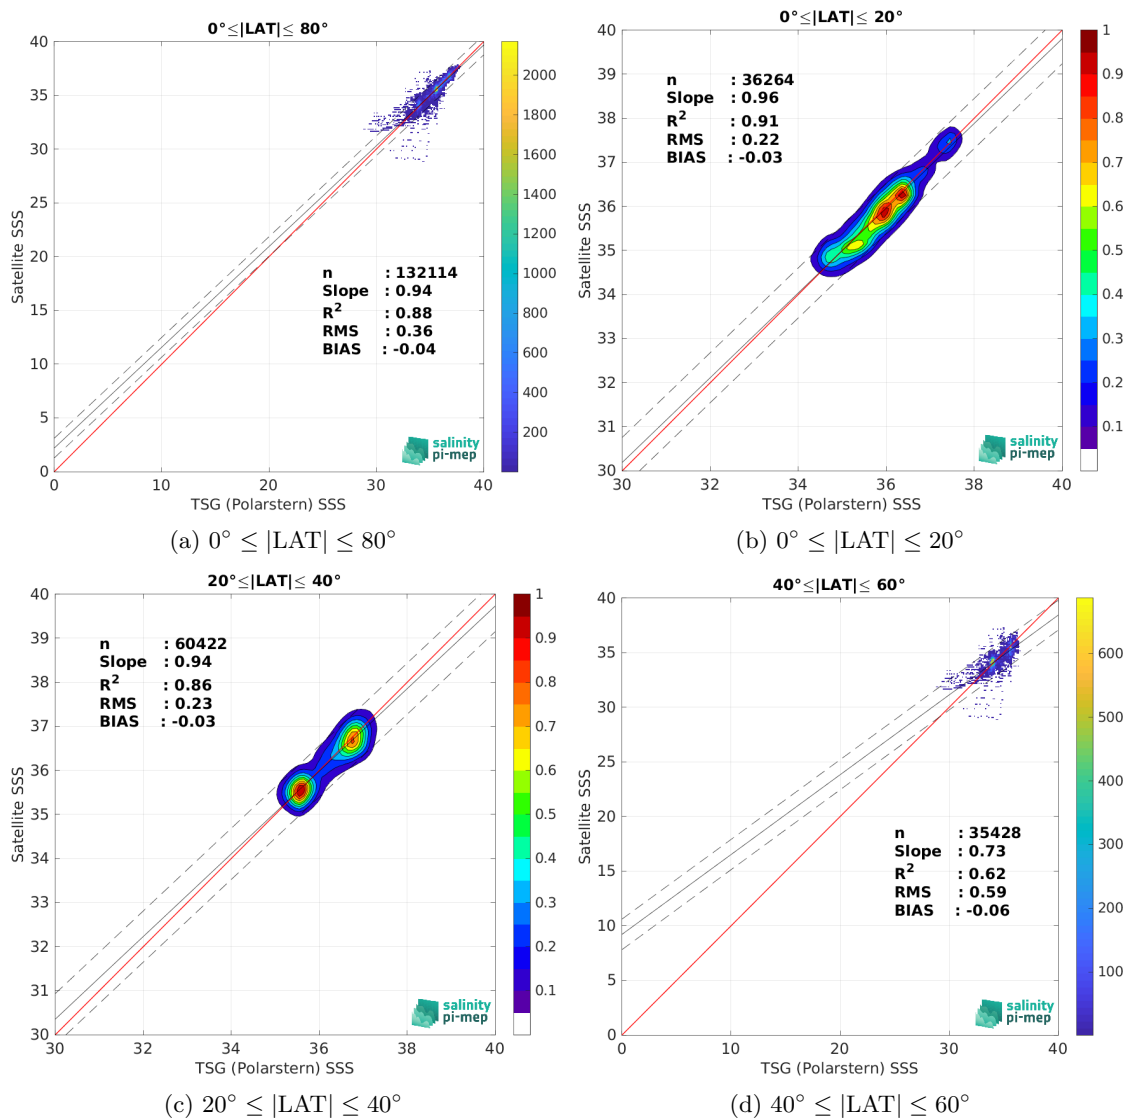 0°≤|LAT|≤ 80°
40
35
30
25
20
15
10
5
0
Satellite SSS
0
10
20
30
40
TSG (Polarstern) SSS
n : 132114
Slope : 0.94
R² : 0.88
RMS : 0.36
BIAS : -0.04
salinity
pi-mep
2000
1800
1600
1400
1200
1000
800
600
400
200
(a) 0° ≤ |LAT| ≤ 80°
0°≤|LAT|≤ 20°
40
39
38
37
36
35
34
33
32
31
30
Satellite SSS
30
32
34
36
38
40
TSG (Polarstern) SSS
n : 36264
Slope : 0.96
R² : 0.91
RMS : 0.22
BIAS : -0.03
salinity
pi-mep
1
0.9
0.8
0.7
0.6
0.5
0.4
0.3
0.2
0.1
(b) 0° ≤ |LAT| ≤ 20°
20°≤|LAT|≤ 40°
40
39
38
37
36
35
34
33
32
31
30
Satellite SSS
30
32
34
36
38
40
TSG (Polarstern) SSS
n : 60422
Slope : 0.94
R² : 0.86
RMS : 0.23
BIAS : -0.03
salinity
pi-mep
1
0.9
0.8
0.7
0.6
0.5
0.4
0.3
0.2
0.1
(c) 20° ≤ |LAT| ≤ 40°
40°≤|LAT|≤ 60°
40
35
30
25
20
15
10
5
0
Satellite SSS
0
10
20
30
40
TSG (Polarstern) SSS
n : 35428
Slope : 0.73
R² : 0.62
RMS : 0.59
BIAS : -0.06
salinity
pi-mep
600
500
400
300
200
100
(d) 40° ≤ |LAT| ≤ 60°